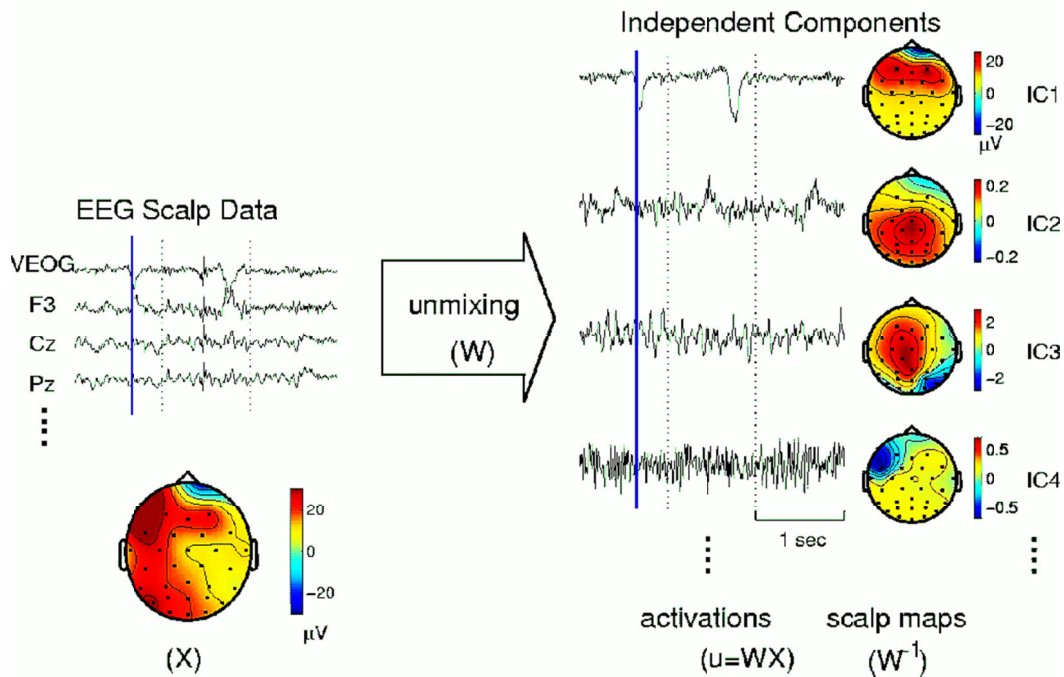 Independent Components
EEG Scalp Data
VEOG
F3
Cz
Pz
20
0
-20
μV
(X)
unmixing
(W)
20
0
-20
μV
IC1
0.2
0
-0.2
IC2
2
0
-2
IC3
0.5
0
-0.5
IC4
1 sec
activations
(u=WX)
scalp maps
(W⁻¹)